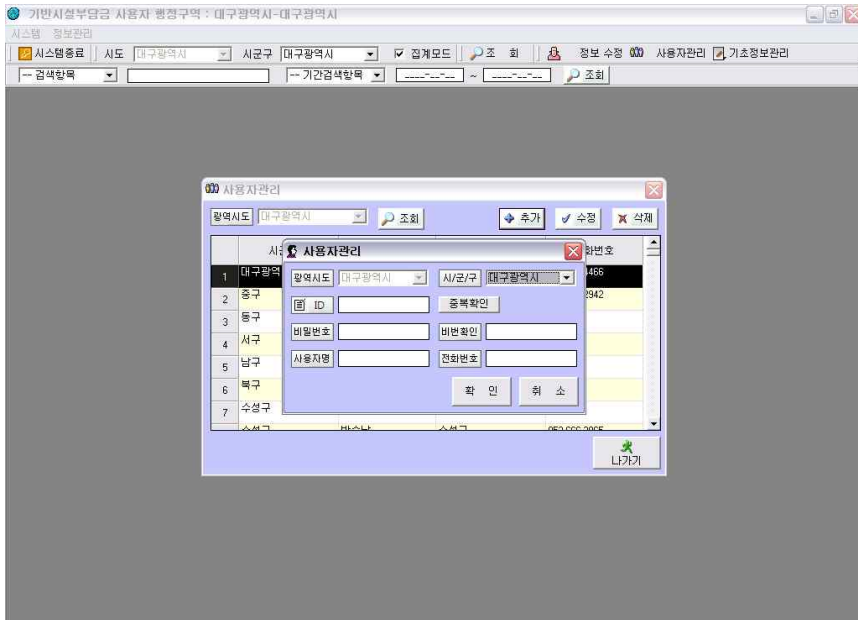 기반시설부담금 사용자 행정구역 : 대구광역시-대구광역시
시스템 정보관리
시스템종료 시도 대구광역시 시군구 대구광역시 집계모드 조 회 정보 수정 사용자관리 기초정보관리
-- 검색항목 -- 기간검색항목 ____-__-__ ~ ____-__-__ 조회
사용자관리
광역시도 대구광역시 조회 추가 수정 삭제
사용자관리
광역시도 대구광역시 시/군/구 대구광역시
ID 중복확인
비밀번호 비번확인
사용자명 전화번호
확 인 취 소
1 대구광역
2 중구 2942
3 동구
4 서구
5 남구
6 북구
7 수성구
나가기